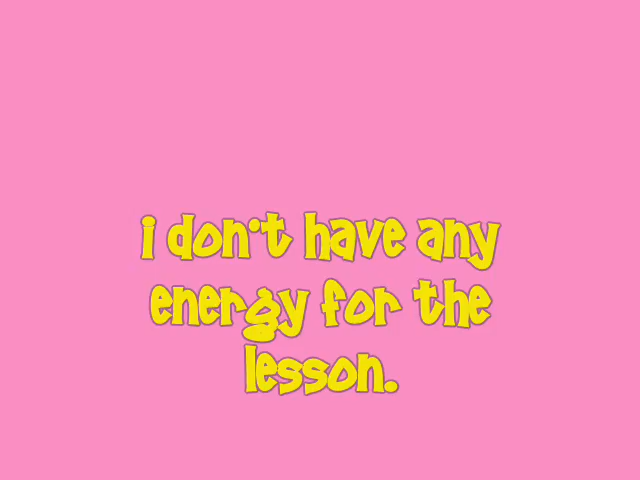 i don't have any
energy for the
lesson.